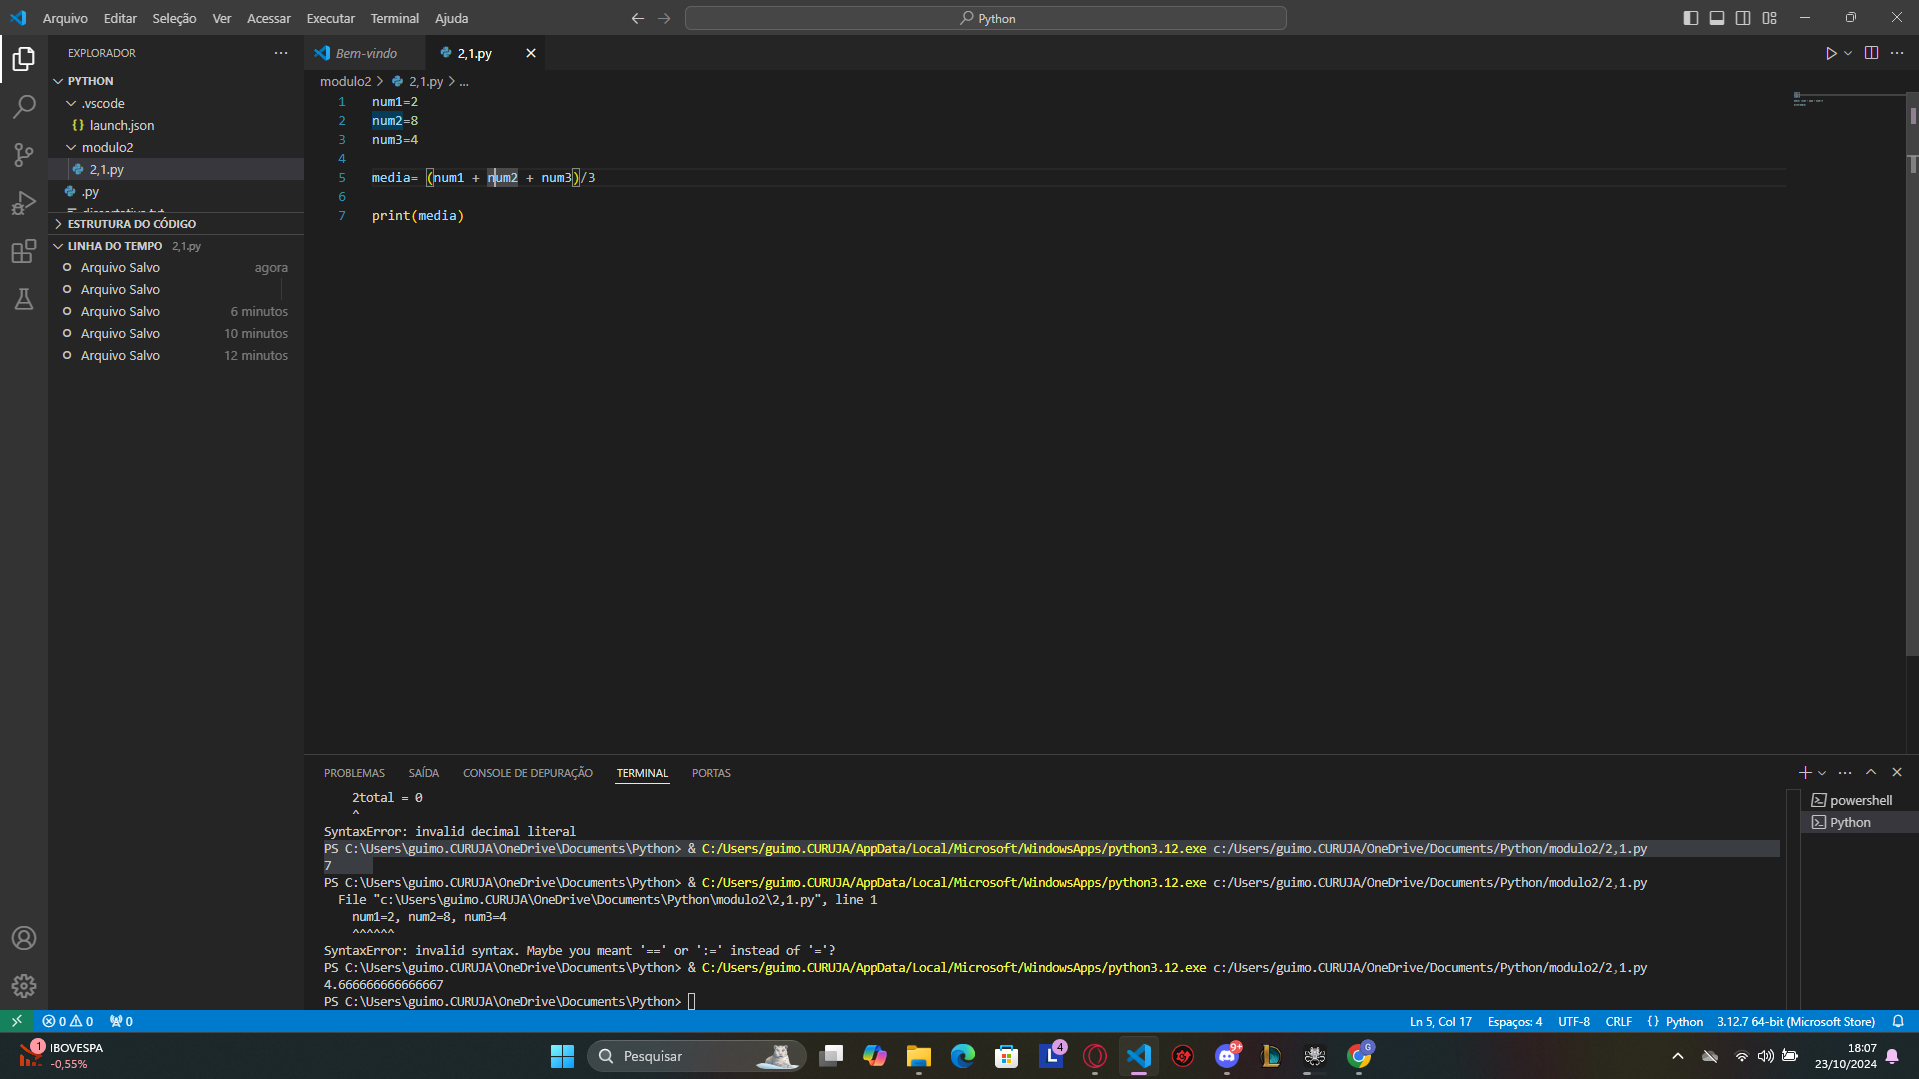 Arquivo Editar Seleção Ver Acessar Executar Terminal Ajuda
Python
EXPLORADOR
PYTHON
.vscode
{} launch.json
modulo2
2,1.py
.py
ESTRUTURA DO CÓDIGO
LINHA DO TEMPO 2,1.py
Arquivo Salvo agora
Arquivo Salvo
Arquivo Salvo 6 minutos
Arquivo Salvo 10 minutos
Arquivo Salvo 12 minutos
Bem-vindo
2,1.py
modulo2 > 2,1.py > ...
1 num1=2
2 num2=8
3 num3=4
4
5 media= (num1 + num2 + num3)/3
6
7 print(media)
PROBLEMAS SAÍDA CONSOLE DE DEPURAÇÃO TERMINAL PORTAS
2total = 0
^
SyntaxError: invalid decimal literal
PS C:\Users\guimo.CURUJA\OneDrive\Documents\Python> & C:/Users/guimo.CURUJA/AppData/Local/Microsoft/WindowsApps/python3.12.exe c:/Users/guimo.CURUJA/OneDrive/Documents/Python/modulo2/2,1.py
7
PS C:\Users\guimo.CURUJA\OneDrive\Documents\Python> & C:/Users/guimo.CURUJA/AppData/Local/Microsoft/WindowsApps/python3.12.exe c:/Users/guimo.CURUJA/OneDrive/Documents/Python/modulo2/2,1.py
File "c:\Users\guimo.CURUJA\OneDrive\Documents\Python\modulo2\2,1.py", line 1
num1=2, num2=8, num3=4
^^^^^^
SyntaxError: invalid syntax. Maybe you meant '==' or ':=' instead of '='?
PS C:\Users\guimo.CURUJA\OneDrive\Documents\Python> & C:/Users/guimo.CURUJA/AppData/Local/Microsoft/WindowsApps/python3.12.exe c:/Users/guimo.CURUJA/OneDrive/Documents/Python/modulo2/2,1.py
4.666666666666667
PS C:\Users\guimo.CURUJA\OneDrive\Documents\Python>
powershell
Python
0 0 0
Ln 5, Col 17 Espaços: 4 UTF-8 CRLF {} Python 3.12.7 64-bit (Microsoft Store)
1
IBOVESPA
-0,55%
Pesquisar
4
9+
G
18:07
23/10/2024